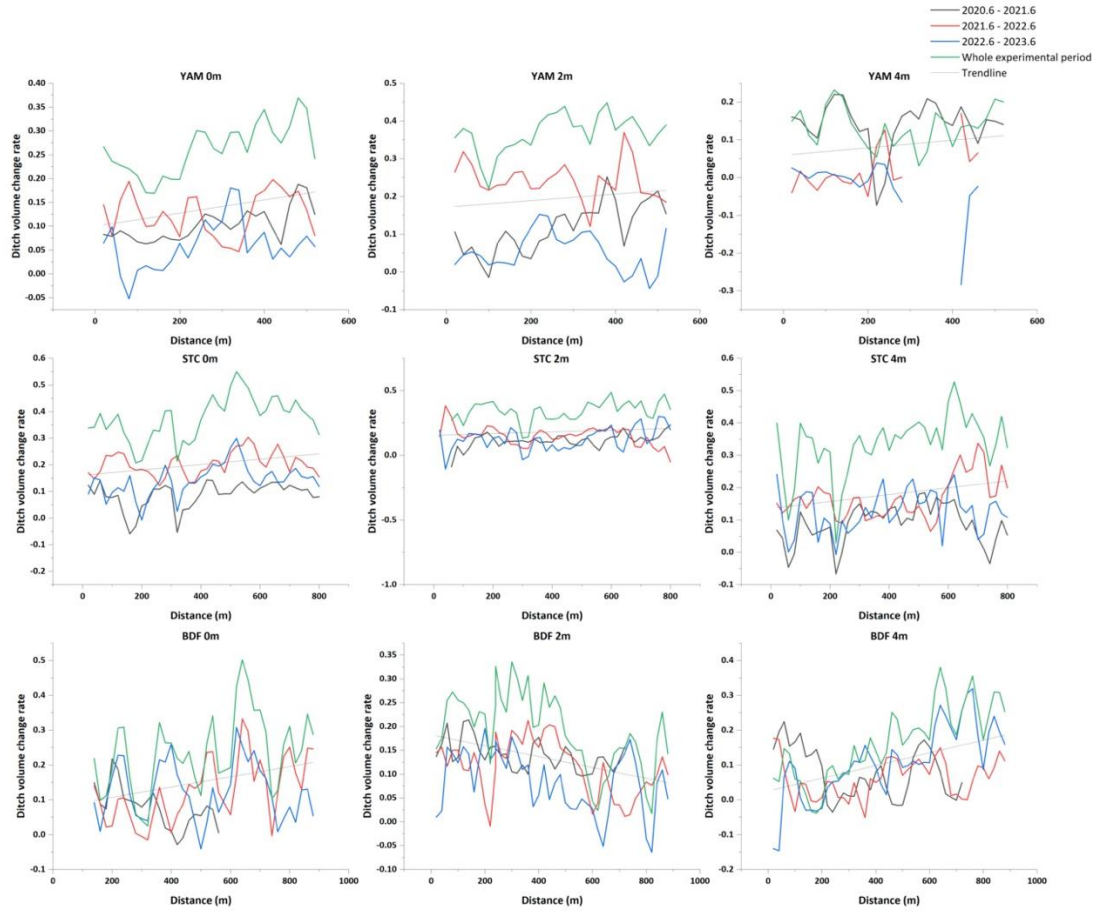 2020.6 - 2021.6
2021.6 - 2022.6
2022.6 - 2023.6
Whole experimental period
Trendline
YAM 0m
0.40
0.35
0.30
0.25
0.20
0.15
0.10
0.05
0.00
-0.05
Ditch volume change rate
0 200 400 600
Distance (m)
YAM 2m
0.5
0.4
0.3
0.2
0.1
0.0
-0.1
Ditch volume change rate
0 200 400 600
Distance (m)
YAM 4m
0.2
0.1
0.0
-0.1
-0.2
-0.3
Ditch volume change rate
0 200 400 600
Distance (m)
STC 0m
0.6
0.5
0.4
0.3
0.2
0.1
0.0
-0.1
-0.2
Ditch volume change rate
0 200 400 600 800
Distance (m)
STC 2m
0.5
0.0
-0.5
-1.0
Ditch volume change rate
0 200 400 600 800
Distance (m)
STC 4m
0.6
0.5
0.4
0.3
0.2
0.1
0.0
-0.1
Ditch volume change rate
0 200 400 600 800
Distance (m)
BDF 0m
0.5
0.4
0.3
0.2
0.1
0.0
-0.1
Ditch volume change rate
0 200 400 600 800 1000
Distance (m)
BDF 2m
0.35
0.30
0.25
0.20
0.15
0.10
0.05
0.00
-0.05
-0.10
Ditch volume change rate
0 200 400 600 800 1000
Distance (m)
BDF 4m
0.4
0.3
0.2
0.1
0.0
-0.1
-0.2
Ditch volume change rate
0 200 400 600 800 1000
Distance (m)